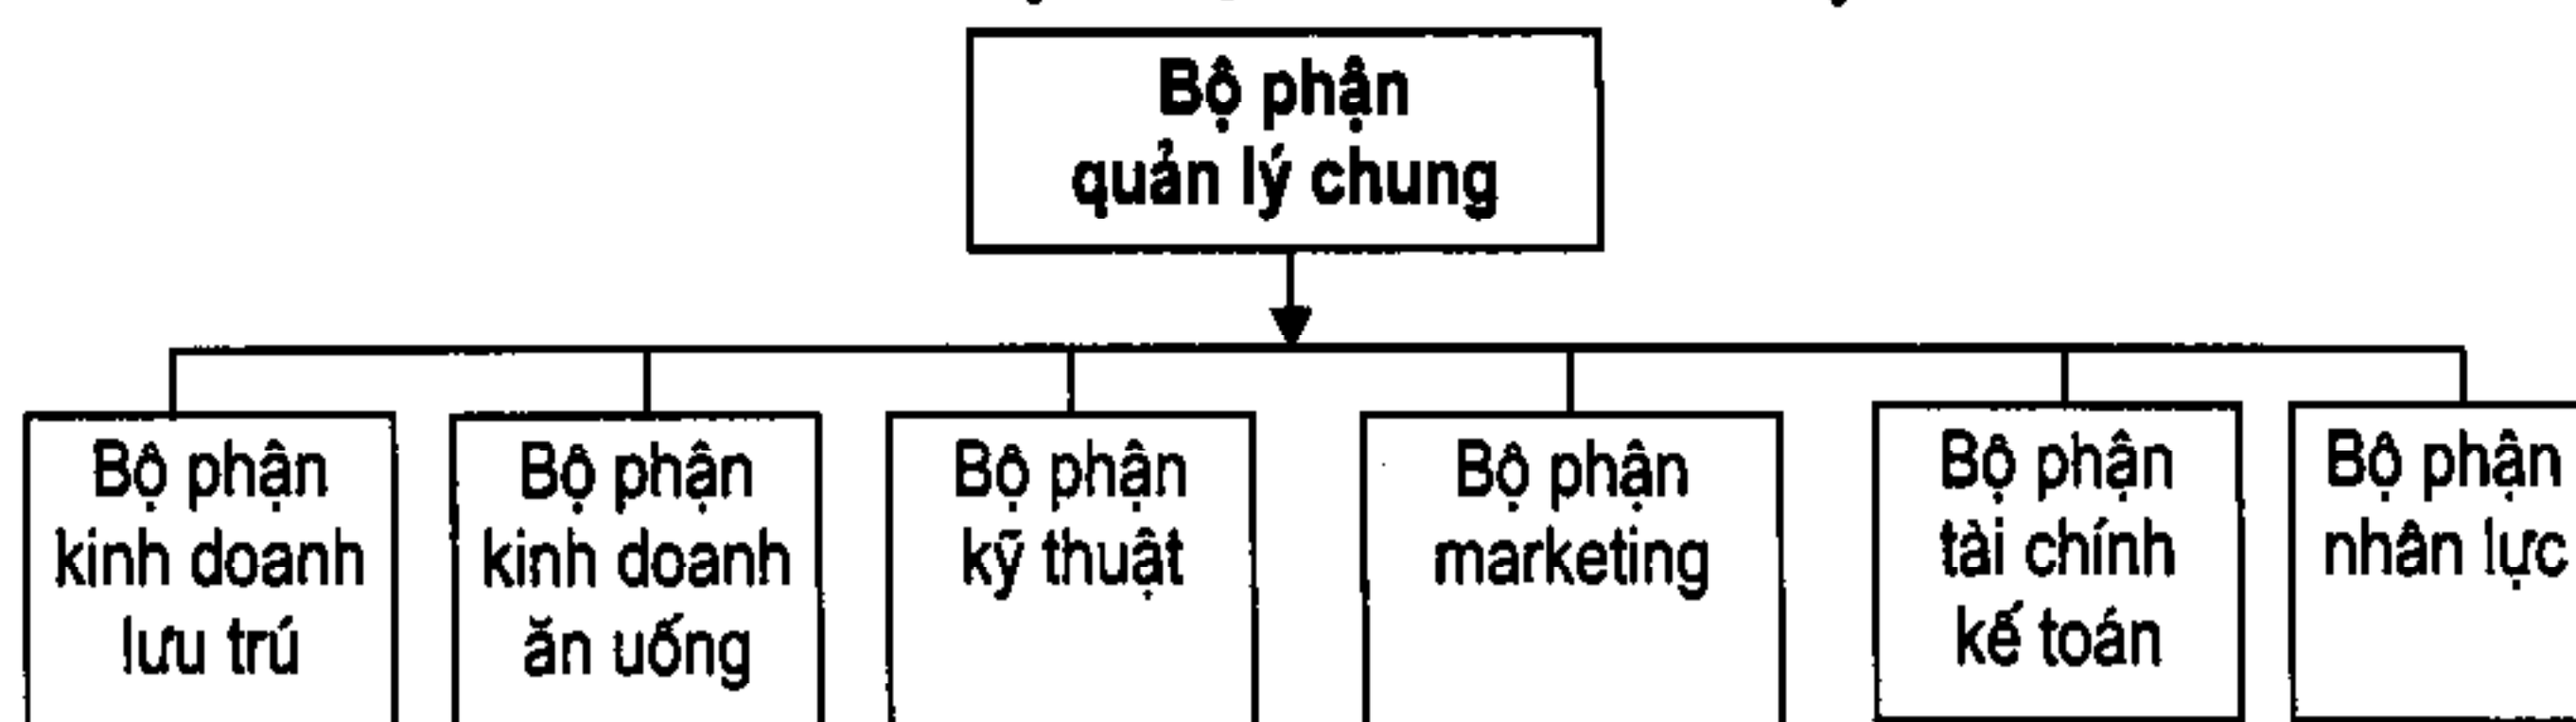 Bộ phận
quản lý chung
Bộ phận
kinh doanh
lưu trú
Bộ phận
kinh doanh
ăn uống
Bộ phận
kỹ thuật
Bộ phận
marketing
Bộ phận
tài chính
kế toán
Bộ phận
nhân lực